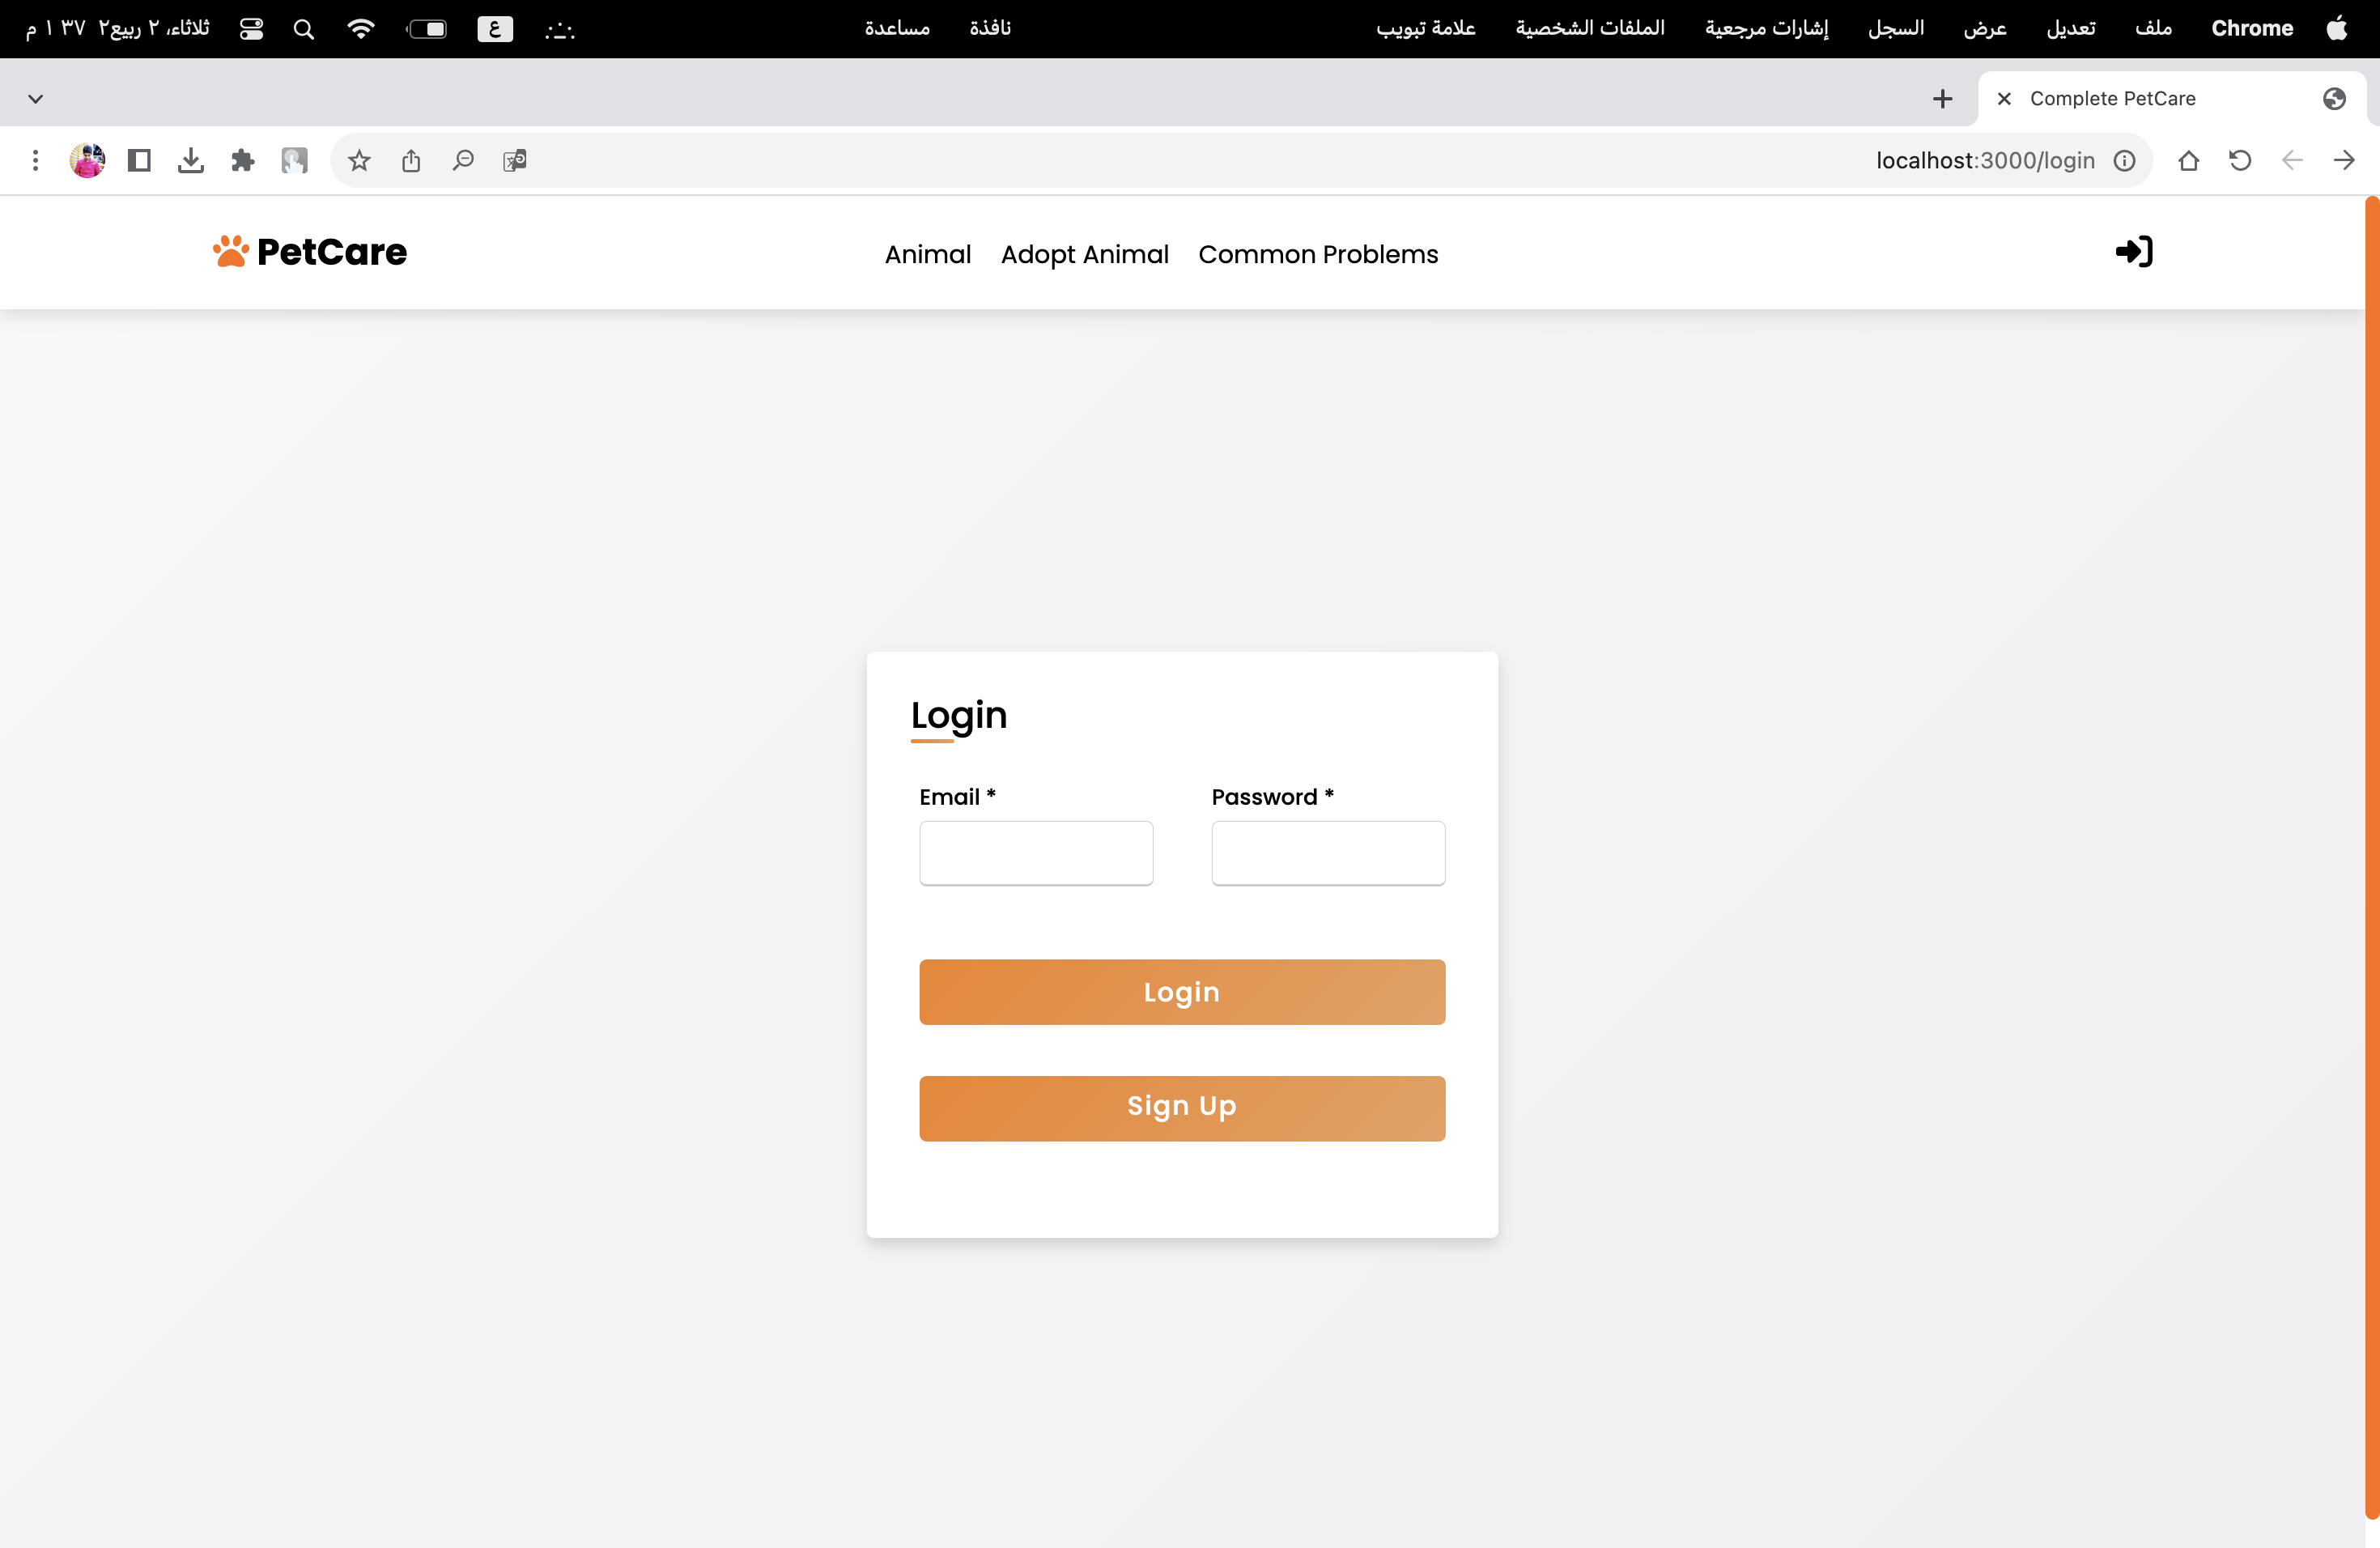 Chrome ملف تعديل عرض السجل إشارات مرجعية الملفات الشخصية علامة تبويب نافذة مساعدة ع ثلاثاء، ٢ ربيع٢ ٣٧ ١ م
Complete PetCare
localhost:3000/login
PetCare Animal Adopt Animal Common Problems
Login
Email * Password *
Login
Sign Up